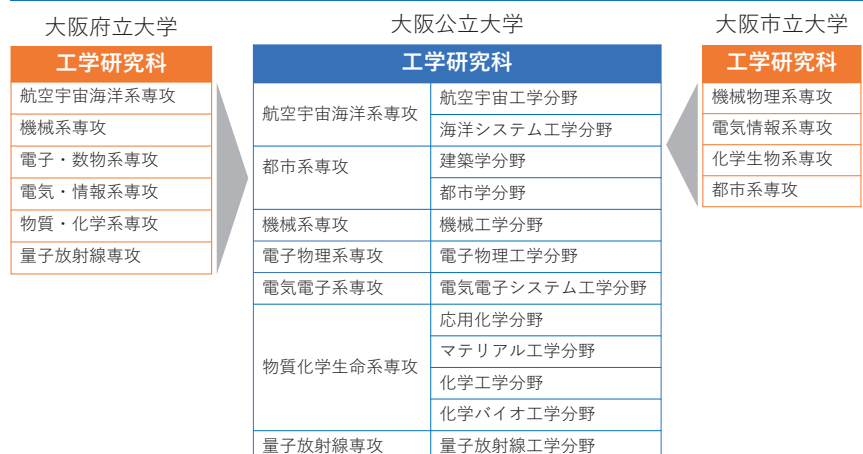 大阪府立大学
工学研究科
航空宇宙海洋系専攻
機械系専攻
電子・数物系専攻
電気・情報系専攻
物質・化学系専攻
量子放射線専攻
大阪公立大学
工学研究科
航空宇宙海洋系専攻
航空宇宙工学分野
海洋システム工学分野
都市系専攻
建築学分野
都市学分野
機械系専攻
機械工学分野
電子物理系専攻
電子物理工学分野
電気電子系専攻
電気電子システム工学分野
物質化学生命系専攻
応用化学分野
マテリアル工学分野
化学工学分野
化学バイオ工学分野
量子放射線専攻
量子放射線工学分野
大阪市立大学
工学研究科
機械物理系専攻
電気情報系専攻
化学生物系専攻
都市系専攻